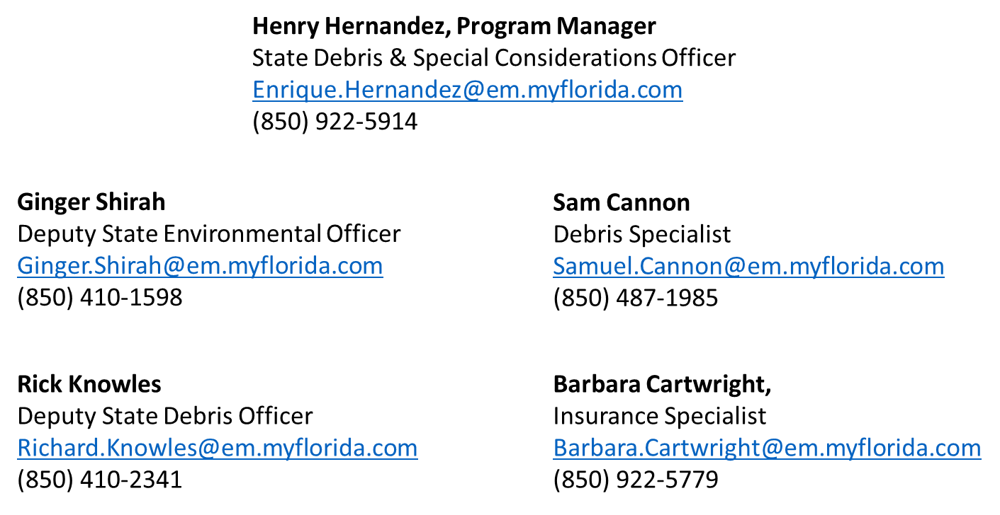 Henry Hernandez, Program Manager
State Debris & Special Considerations Officer
Enrique.Hernandez@em.myflorida.com
(850) 922-5914
Ginger Shirah
Deputy State Environmental Officer
Ginger.Shirah@em.myflorida.com
(850) 410-1598
Sam Cannon
Debris Specialist
Samuel.Cannon@em.myflorida.com
(850) 487-1985
Rick Knowles
Deputy State Debris Officer
Richard.Knowles@em.myflorida.com
(850) 410-2341
Barbara Cartwright,
Insurance Specialist
Barbara.Cartwright@em.myflorida.com
(850) 922-5779